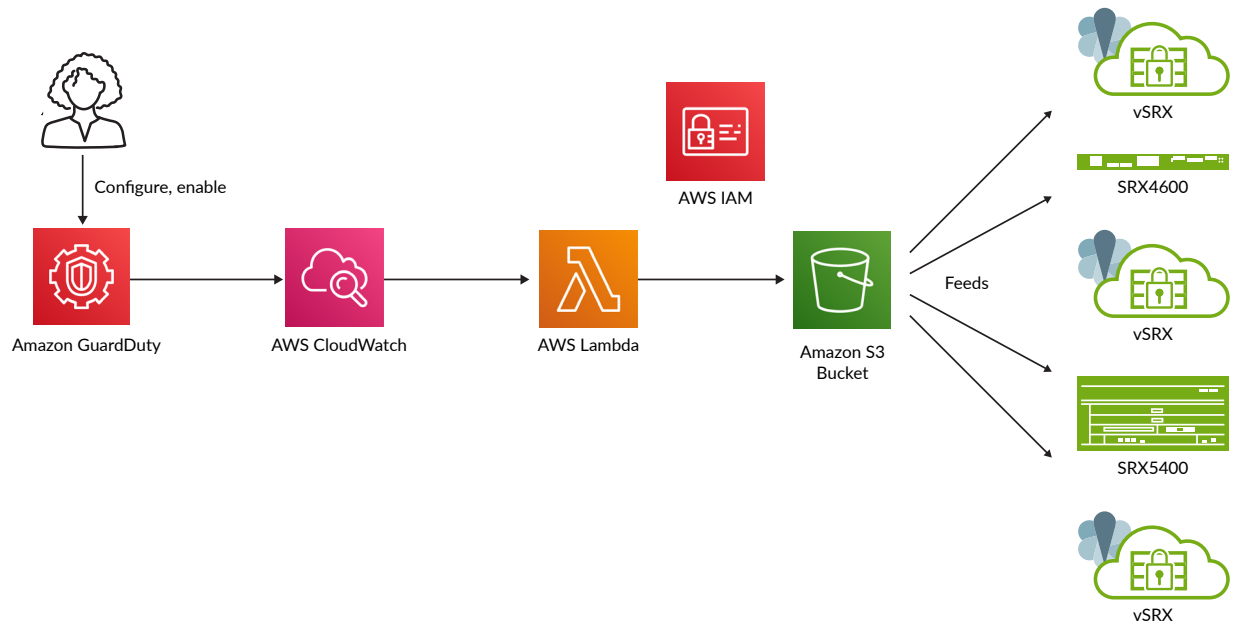 vSRX
Configure, enable
AWS IAM
SRX4600
Feeds
Amazon GuardDuty
AWS CloudWatch
AWS Lambda
Amazon S3
Bucket
vSRX
SRX5400
vSRX